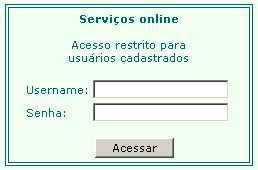 Serviços online
Acesso restrito para
usuários cadastrados
Username:
Senha:
Acessar